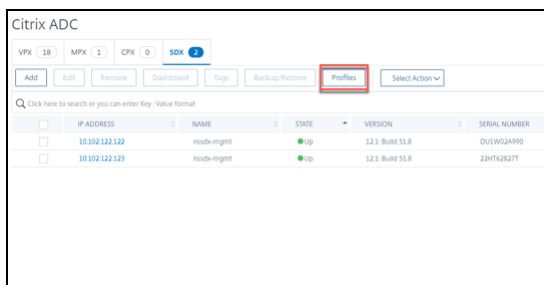 Citrix ADC
VPX 18 MPX 1 CPX 0 SDX 2
Add Edit Remove Dashboard Tags Backup/Restore Profiles Select Action
Click here to search or you can enter Key : Value format
IP ADDRESS NAME STATE VERSION SERIAL NUMBER
10.102.122.122 nssdx-mgmt Up 12.1: Build 51.8 DU1W02A990
10.102.122.123 nssdx-mgmt Up 12.1: Build 51.8 22HT62827T